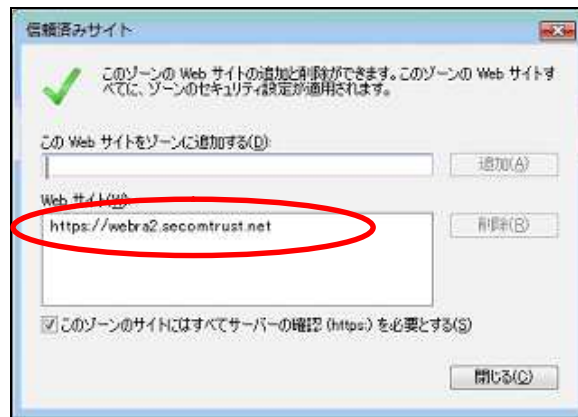 信頼済みサイト
このゾーンの Web サイトの追加と削除ができます。このゾーンの Web サイトす
べてに、ゾーンのセキュリティ設定が適用されます。
この Web サイトをゾーンに追加する(D):
追加(A)
Web サイト(W):
https://webra2.secomtrust.net
削除(R)
このゾーンのサイトにはすべてサーバーの確認 (https:) を必要とする(S)
閉じる(C)